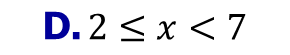 D. 2 ≤ x < 7